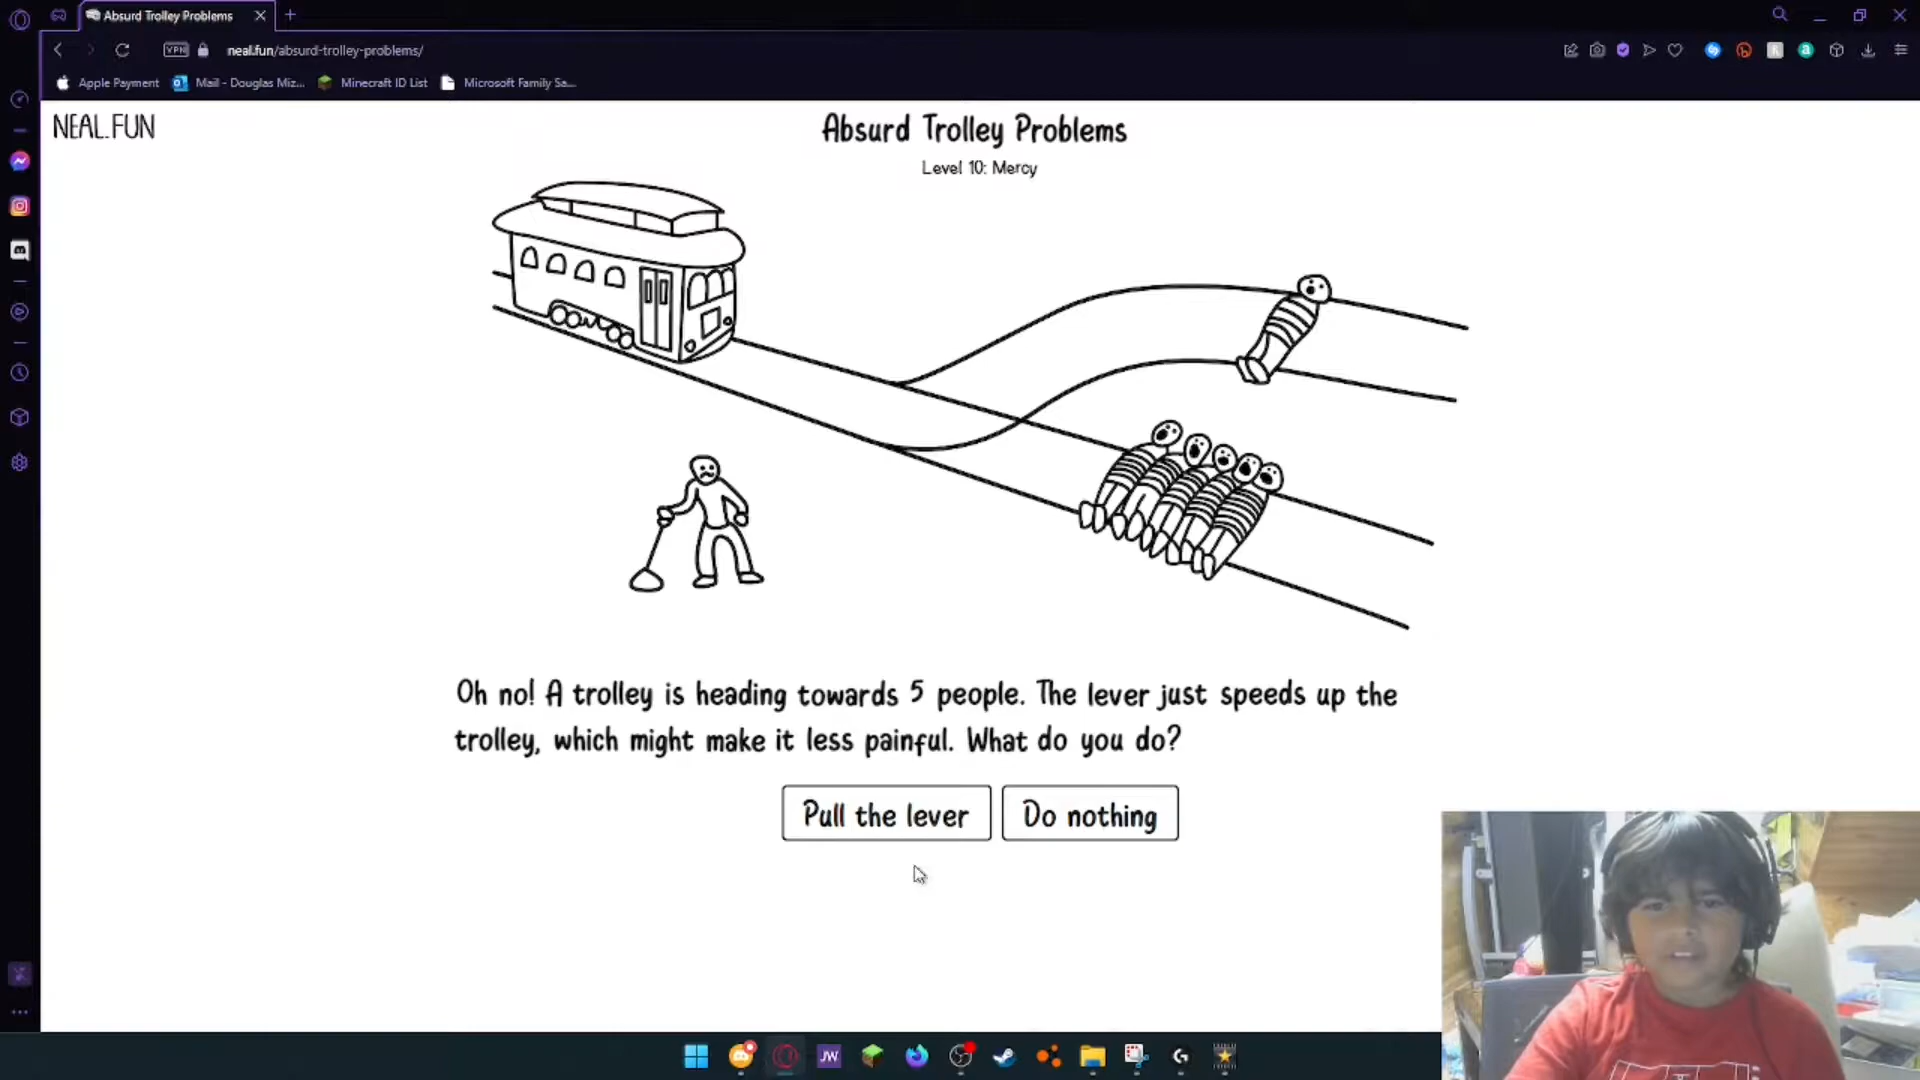 Absurd Trolley Problems
VPN neal.fun/absurd-trolley-problems/
Apple Payment Mail - Douglas Miz... Minecraft ID List Microsoft Family Sa...
NEAL.FUN
Absurd Trolley Problems
Level 10: Mercy
Oh no! A trolley is heading towards 5 people. The lever just speeds up the
trolley, which might make it less painful. What do you do?
Pull the lever Do nothing
JW